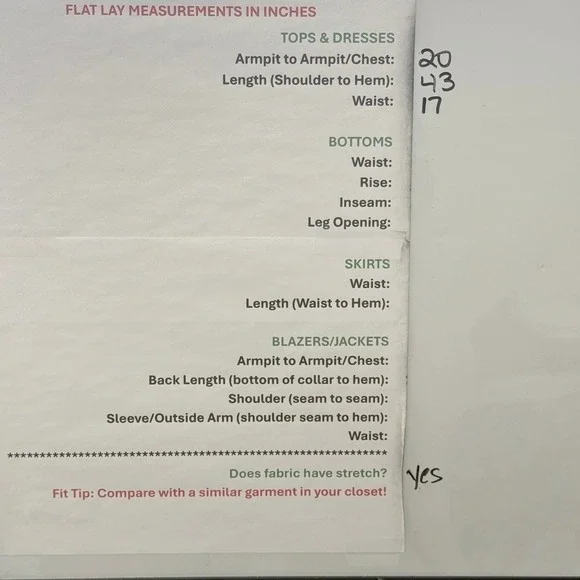 FLAT LAY MEASUREMENTS IN INCHES
TOPS & DRESSES
Armpit to Armpit/Chest: 20
Length (Shoulder to Hem): 43
Waist: 17
BOTTOMS
Waist:
Rise:
Inseam:
Leg Opening:
SKIRTS
Waist:
Length (Waist to Hem):
BLAZERS/JACKETS
Armpit to Armpit/Chest:
Back Length (bottom of collar to hem):
Shoulder (seam to seam):
Sleeve/Outside Arm (shoulder seam to hem):
Waist:
************************************************************
Does fabric have stretch? yes
Fit Tip: Compare with a similar garment in your closet!